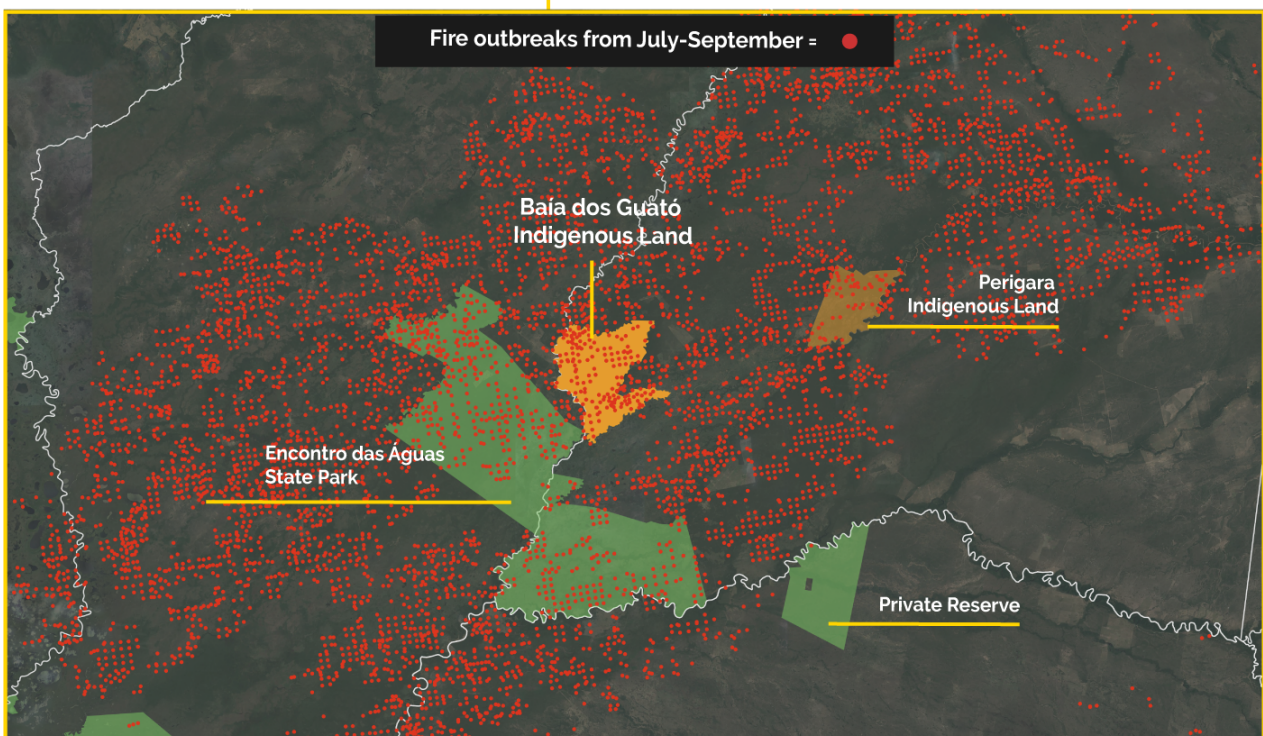 Fire outbreaks from July-September =
Baía dos Guató
Indigenous Land
Perigara
Indigenous Land
Encontro das Águas
State Park
Private Reserve